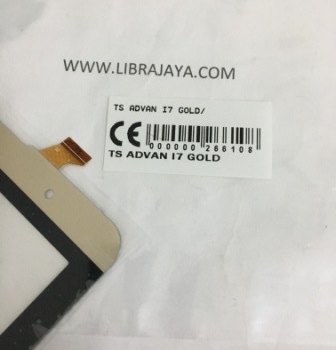 WWW.LIBRAJAYA.COM
TS ADVAN I7 GOLD/
CE
000000 266108
TS ADVAN I7 GOLD